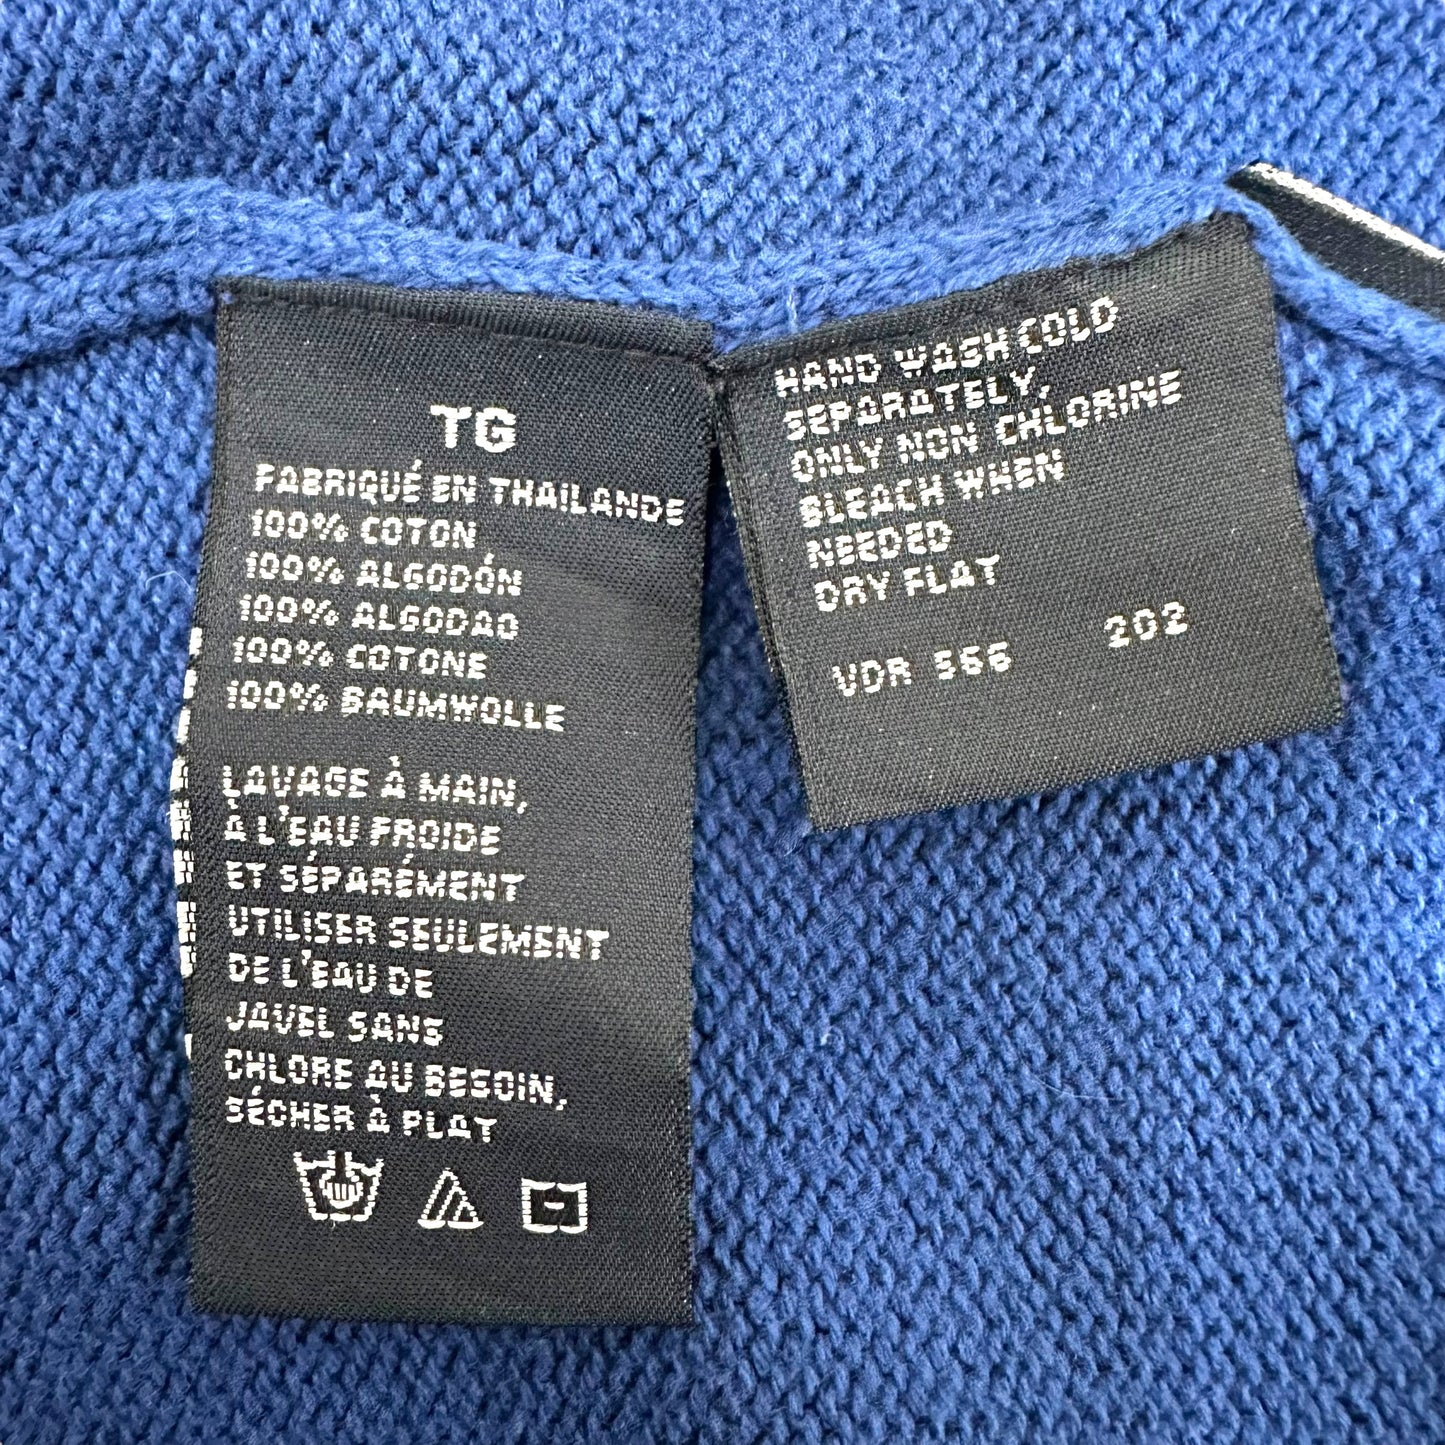 TG
FABRIQUÉ EN THAILANDE
100% COTON
100% ALGODÓN
100% ALGODAO
100% COTONE
100% BAUMWOLLE
LAVAGE À MAIN,
À L'EAU FROIDE
ET SÉPARÉMENT
UTILISER SEULEMENT
DE L'EAU DE
JAVEL SANS
CHLORE AU BESOIN,
SÉCHER À PLAT
HAND WASH COLD
SEPARATELY,
ONLY NON CHLORINE
BLEACH WHEN
NEEDED
DRY FLAT
VDR 566 202